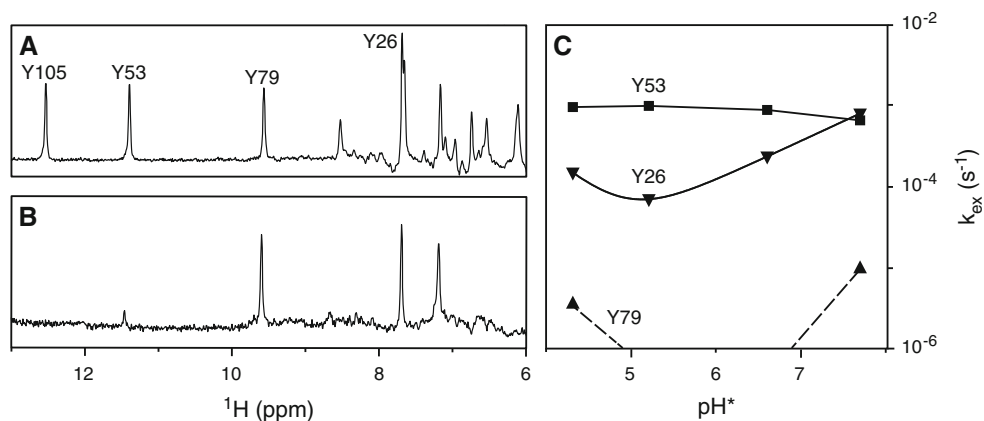 A
Y105
Y53
Y79
Y26
B
12
10
8
6
¹H (ppm)
C
Y53
Y26
Y79
10⁻²
10⁻⁴
10⁻⁶
kₑₓ (s⁻¹)
5
6
7
pH*